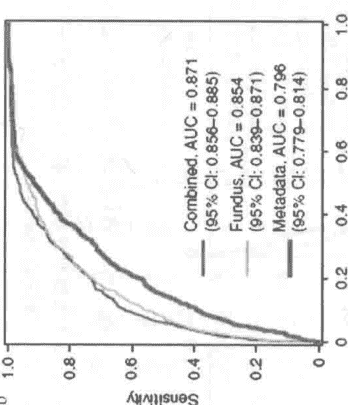 Sensitivity
1.0
0.8
0.6
0.4
0.2
0
0
0.2
0.4
0.6
0.8
1.0
Combined, AUC = 0.871
(95% CI: 0.856–0.885)
Fundus, AUC = 0.854
(95% CI: 0.839–0.871)
Metadata, AUC = 0.796
(95% CI: 0.779–0.814)